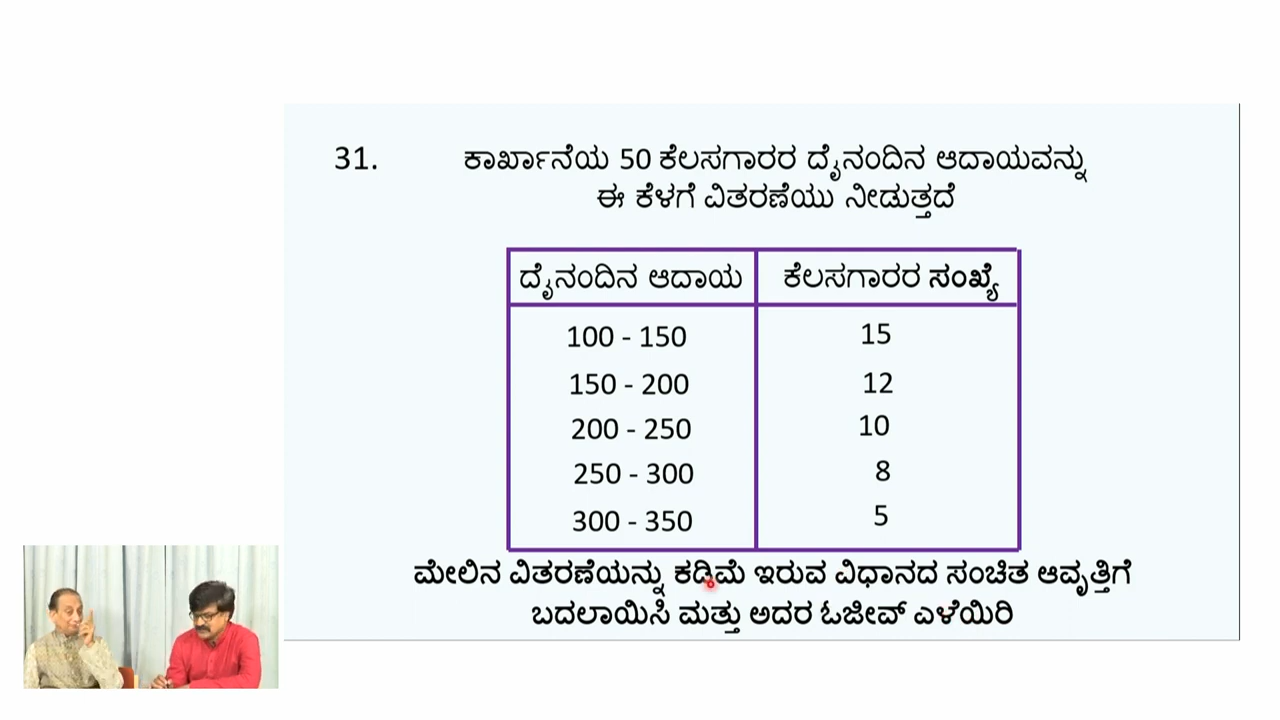 31. ಕಾರ್ಖಾನೆಯ 50 ಕೆಲಸಗಾರರ ದೈನಂದಿನ ಆದಾಯವನ್ನು
ಈ ಕೆಳಗೆ ವಿತರಣೆಯು ನೀಡುತ್ತದೆ
ದೈನಂದಿನ ಆದಾಯ ಕೆಲಸಗಾರರ ಸಂಖ್ಯೆ
100 - 150 15
150 - 200 12
200 - 250 10
250 - 300 8
300 - 350 5
ಮೇಲಿನ ವಿತರಣೆಯನ್ನು ಕಡಿಮೆ ಇರುವ ವಿಧಾನದ ಸಂಚಿತ ಆವೃತ್ತಿಗೆ
ಬದಲಾಯಿಸಿ ಮತ್ತು ಅದರ ಓಜೀವ್ ಎಳೆಯಿರಿ